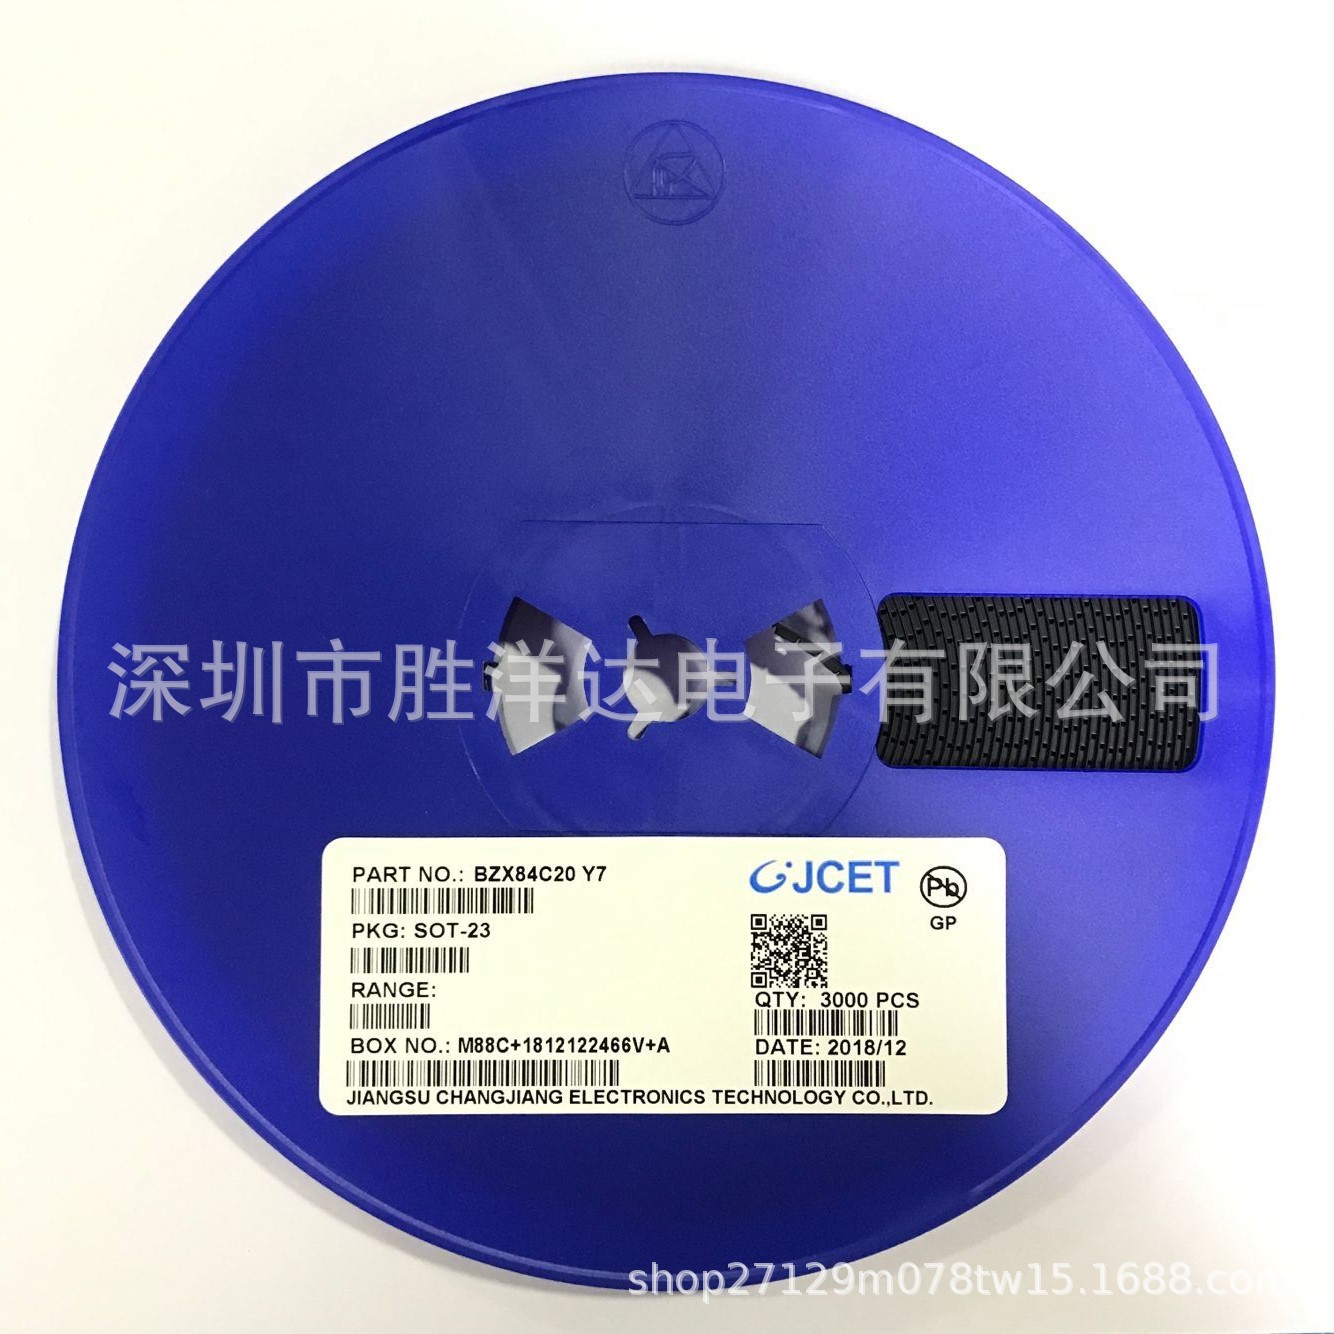 深圳市胜洋达电子有限公司
PART NO.: BZX84C20 Y7
JCET
Pb
GP
PKG: SOT-23
RANGE:
QTY: 3000 PCS
BOX NO.: M88C+1812122466V+A
DATE: 2018/12
JIANGSU CHANGJIANG ELECTRONICS TECHNOLOGY CO.,LTD.
shop27129m078tw15.1688.com